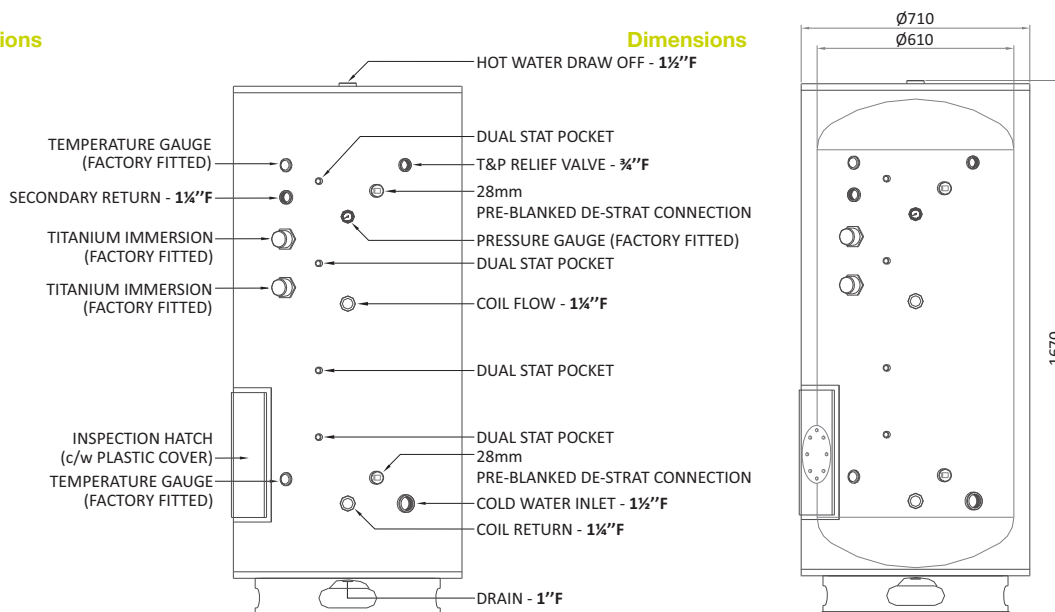 ions
Dimensions
HOT WATER DRAW OFF - 1½’’F
TEMPERATURE GAUGE
(FACTORY FITTED)
SECONDARY RETURN - 1¼’’F
TITANIUM IMMERSION
(FACTORY FITTED)
TITANIUM IMMERSION
(FACTORY FITTED)
INSPECTION HATCH
(c/w PLASTIC COVER)
TEMPERATURE GAUGE
(FACTORY FITTED)
DUAL STAT POCKET
T&P RELIEF VALVE - ¾’’F
28mm
PRE-BLANKED DE-STRAT CONNECTION
PRESSURE GAUGE (FACTORY FITTED)
DUAL STAT POCKET
COIL FLOW - 1¼’’F
DUAL STAT POCKET
DUAL STAT POCKET
28mm
PRE-BLANKED DE-STRAT CONNECTION
COLD WATER INLET - 1½’’F
COIL RETURN - 1¼’’F
DRAIN - 1’’F
Ø710
Ø610
1670